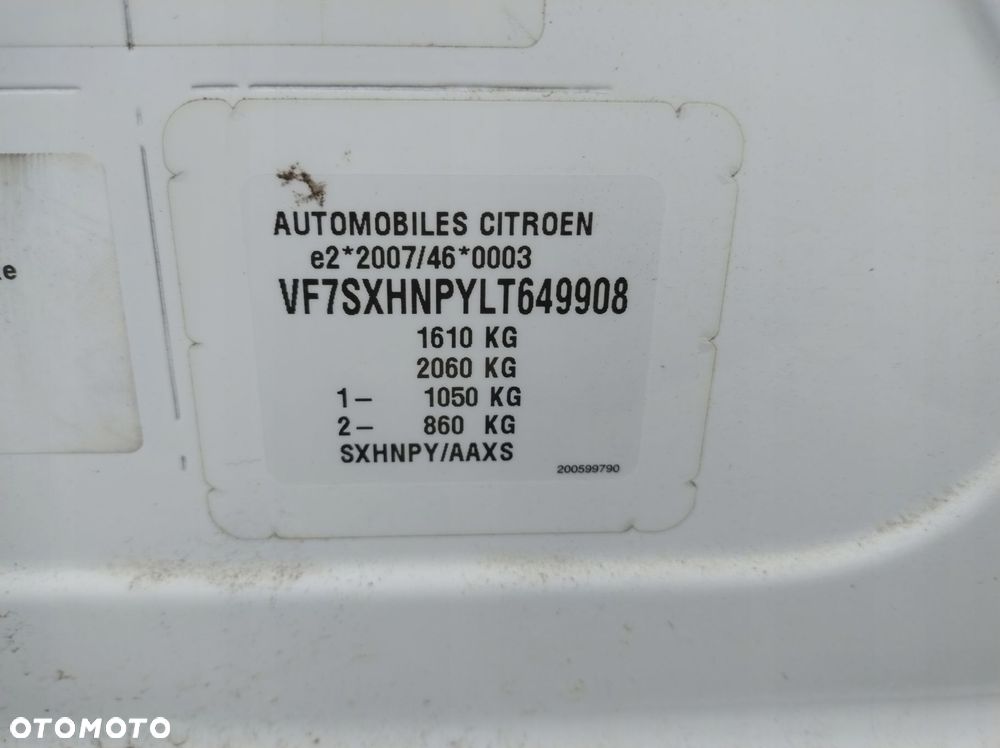 e
AUTOMOBILES CITROEN
e2*2007/46*0003
VF7SXHNPYLT649908
1610 KG
2060 KG
1- 1050 KG
2- 860 KG
SXHNPY/AAXS
200599790
OTOMOTO